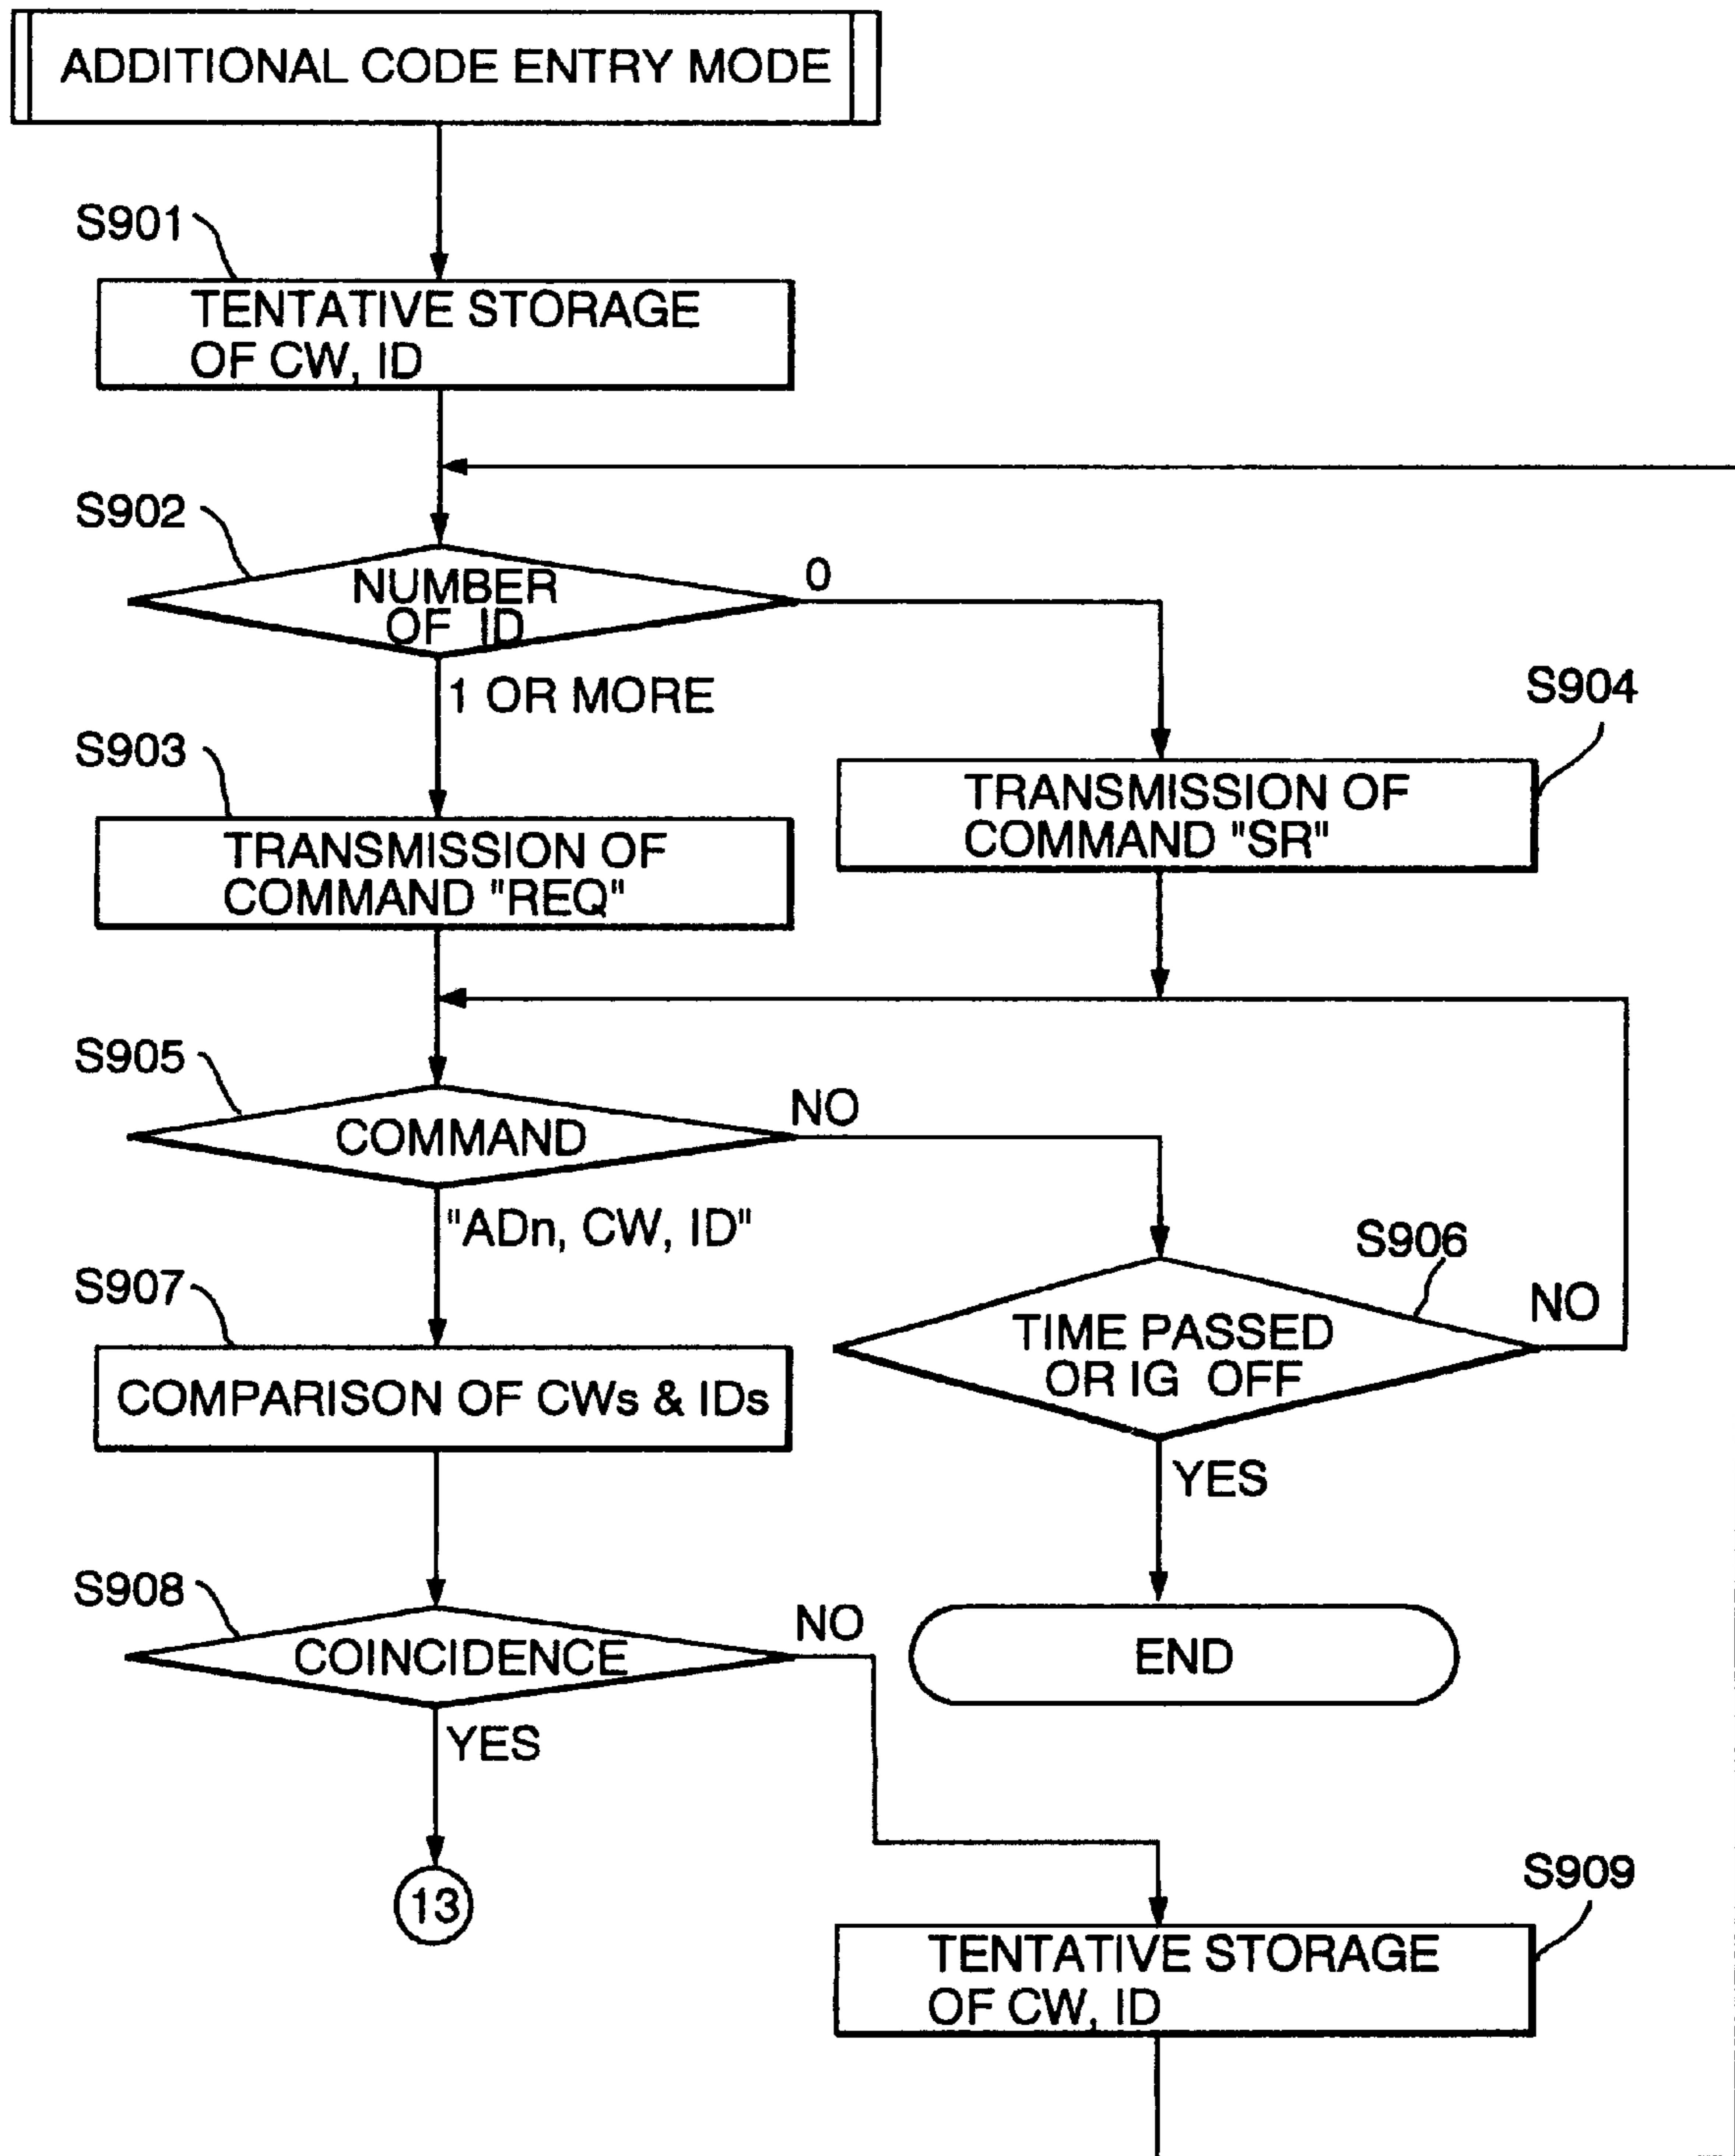 ADDITIONAL CODE ENTRY MODE
S901
TENTATIVE STORAGE
OF CW, ID
S902
NUMBER
OF ID
0
1 OR MORE
S903
TRANSMISSION OF
COMMAND "REQ"
S904
TRANSMISSION OF
COMMAND "SR"
S905
COMMAND
NO
"ADn, CW, ID"
S906
TIME PASSED
OR IG OFF
NO
YES
END
S907
COMPARISON OF CWs & IDs
S908
COINCIDENCE
NO
YES
13
S909
TENTATIVE STORAGE
OF CW, ID